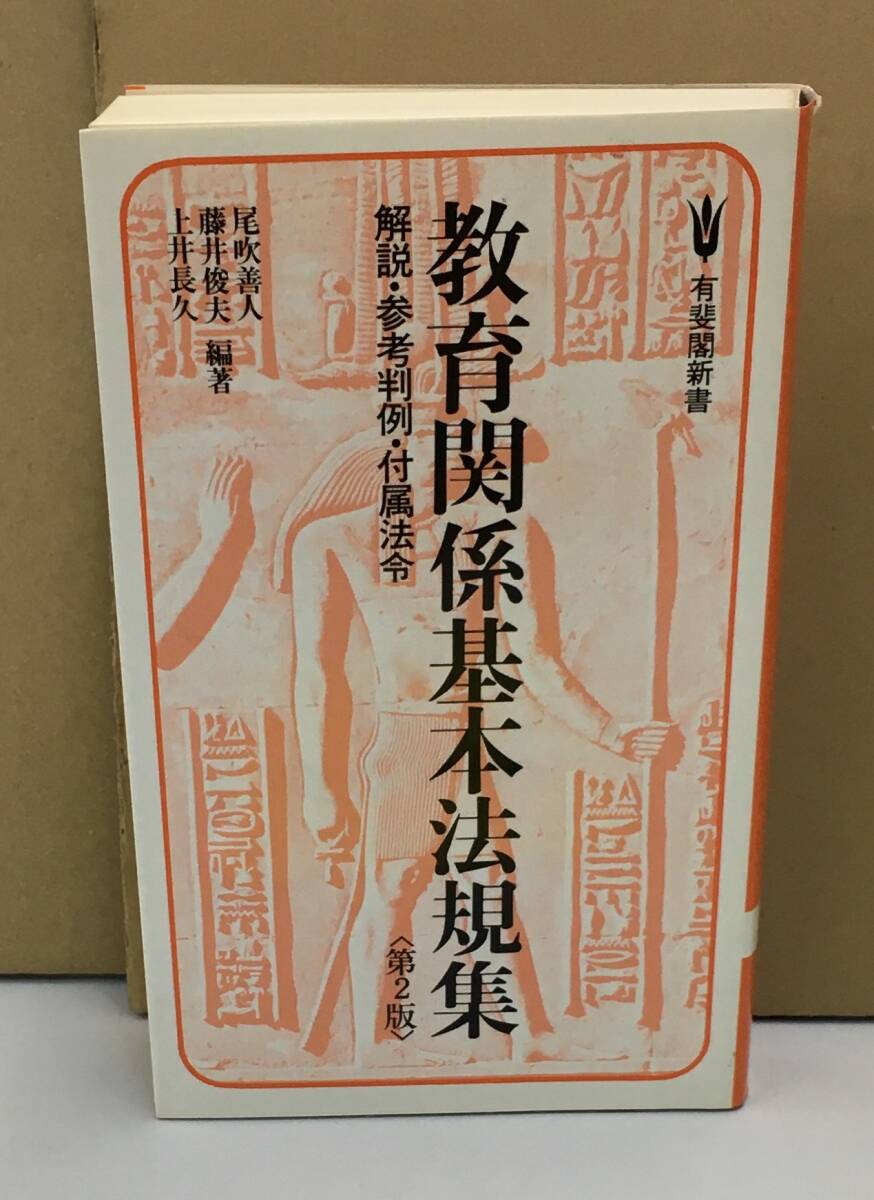 有斐閣新書
教育関係基本法規集
〈第2版〉
解説・参考判例・付属法令
尾吹善人
藤井俊夫
上井長久
編著